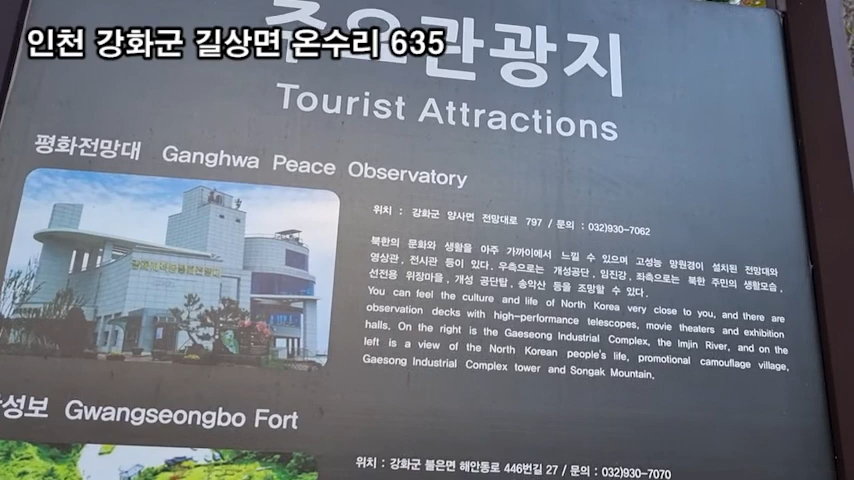 인천 강화군 길상면 온수리 635
주요관광지
Tourist Attractions
평화전망대 Ganghwa Peace Observatory
위치 : 강화군 양사면 전망대로 797 / 문의 : 032)930-7062
북한의 문화와 생활을 아주 가까이에서 느낄 수 있으며 고성능 망원경이 설치된 전망대와
영상관, 전시관 등이 있다. 우측으로는 개성공단, 임진강, 좌측으로는 북한 주민의 생활모습,
선전용 위장마을, 개성 공단탑, 송악산 등을 조망할 수 있다.
You can feel the culture and life of North Korea very close to you, and there are
observation decks with high-performance telescopes, movie theaters and exhibition
halls. On the right is the Gaeseong Industrial Complex, the Imjin River, and on the
left is a view of the North Korean people's life, promotional camouflage village,
Gaesong Industrial Complex tower and Songak Mountain.
성보 Gwangseongbo Fort
위치 : 강화군 불은면 해안동로 466번길 27 / 문의 : 032)930-7070